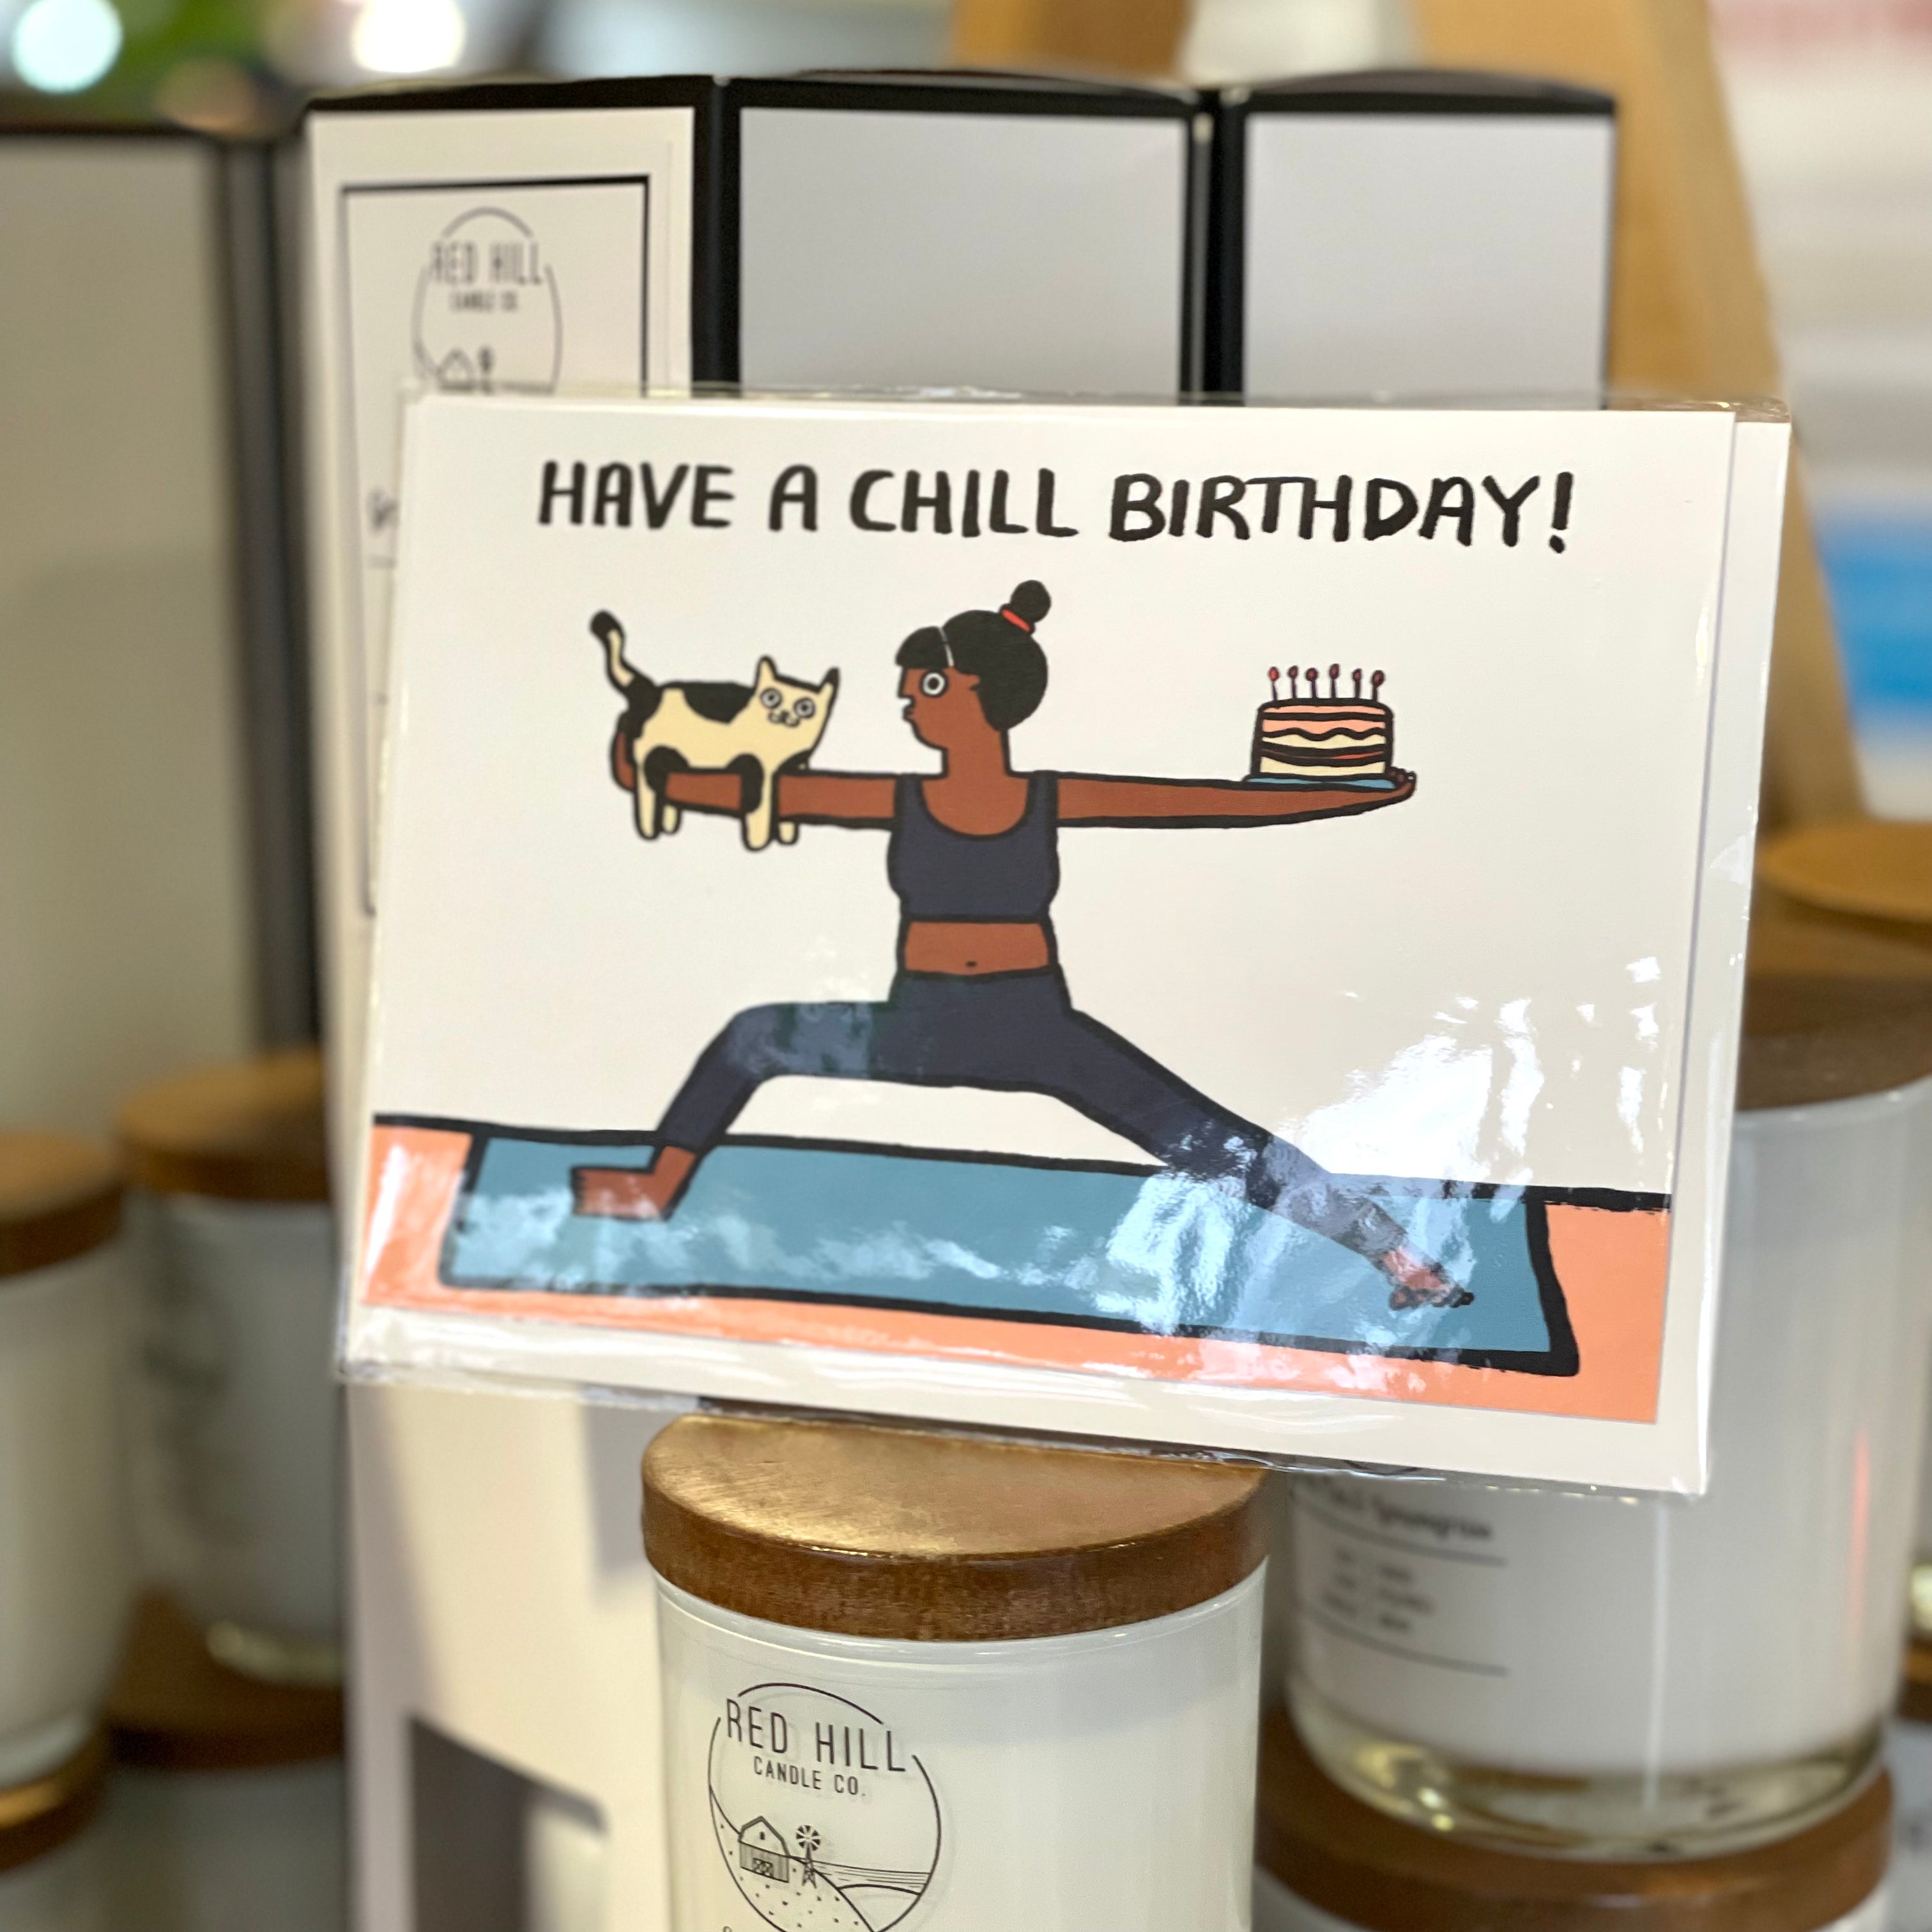 RED HILL
CANDLE CO.
HAVE A CHILL BIRTHDAY!
RED HILL
CANDLE CO.